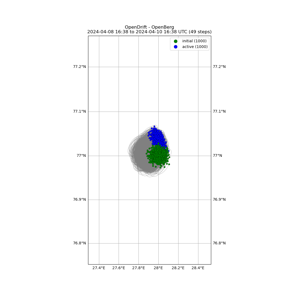 OpenDrift - OpenBerg
2024-04-08 16:38 to 2024-04-10 16:38 UTC (49 steps)
initial (1000)
active (1000)
77.2°N 77.2°N
77.1°N 77.1°N
77°N 77°N
76.9°N 76.9°N
76.8°N 76.8°N
27.4°E 27.6°E 27.8°E 28°E 28.2°E 28.4°E